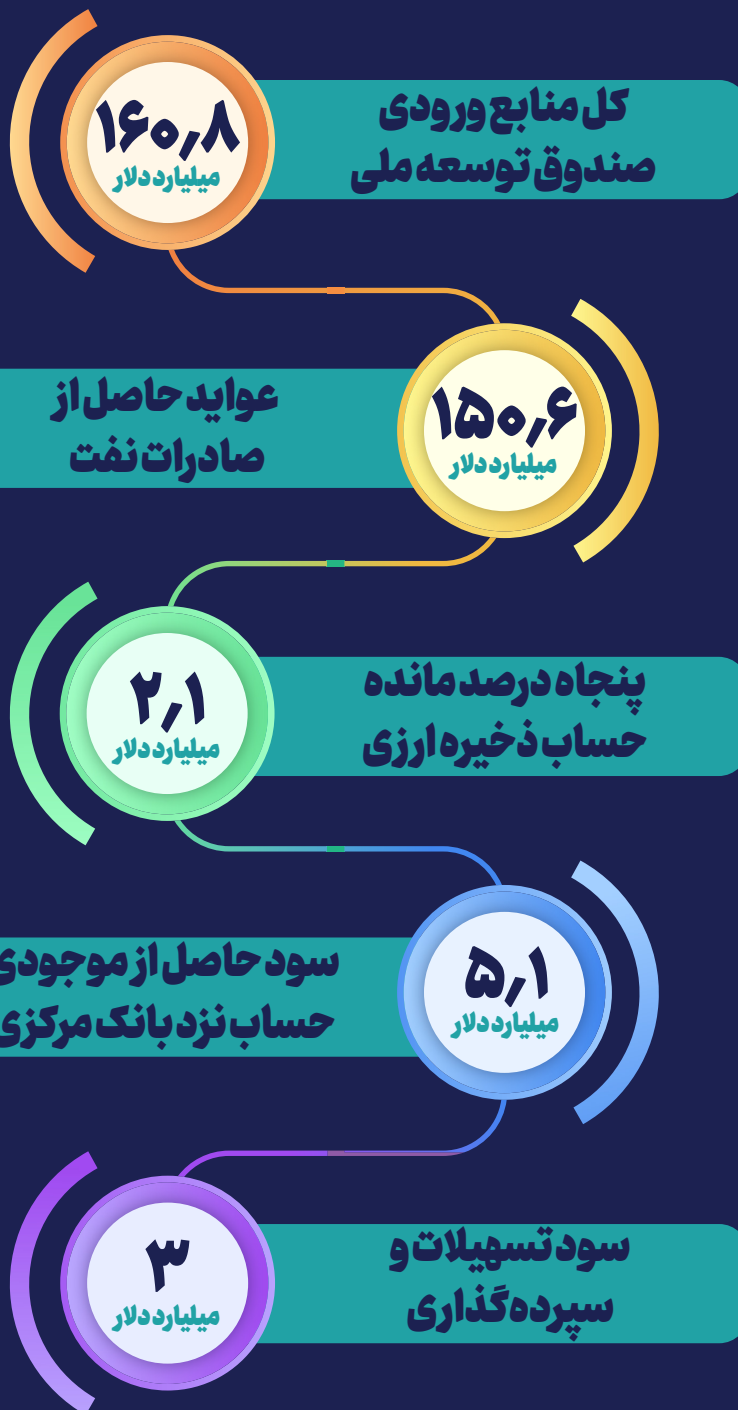 کل منابع ورودی
صندوق توسعه ملی
۱۶۰٫۸
میلیارد دلار
عواید حاصل از
صادرات نفت
۱۵۰٫۶
میلیارد دلار
پنجاه درصد مانده
حساب ذخیره ارزی
۲٫۱
میلیارد دلار
سود حاصل از موجودی
حساب نزد بانک مرکزی
۵٫۱
میلیارد دلار
سود تسهیلات و
سپرده‌گذاری
۳
میلیارد دلار